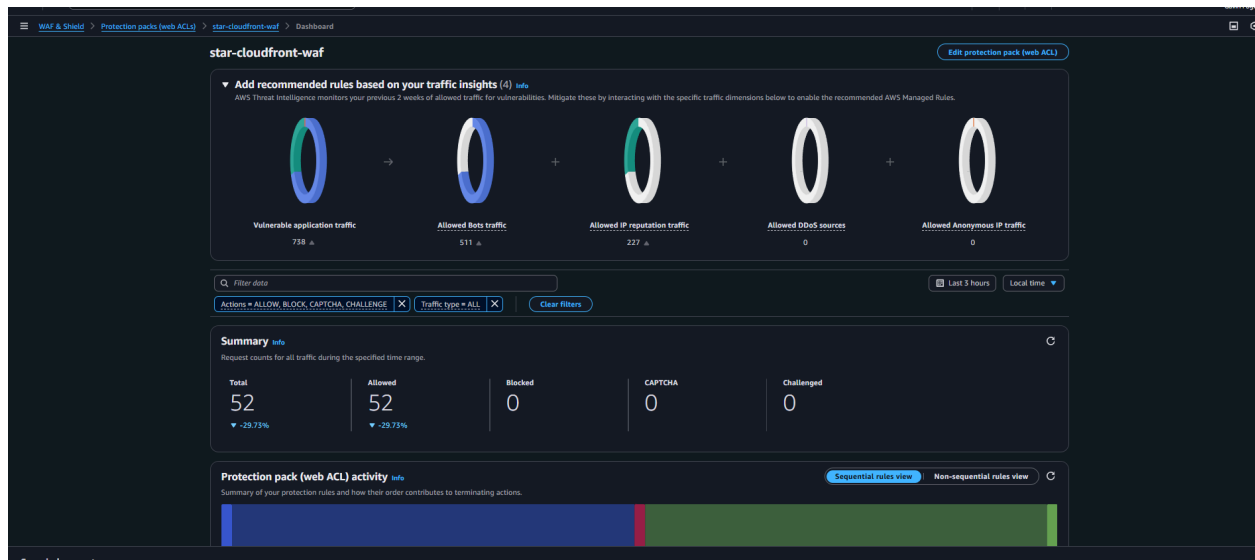 WAF & Shield > Protection packs (web ACLs) > star-cloudfront-waf > Dashboard
star-cloudfront-waf
Edit protection pack (web ACL)
▼ Add recommended rules based on your traffic insights (4) Info
AWS Threat Intelligence monitors your previous 2 weeks of allowed traffic for vulnerabilities. Mitigate these by interacting with the specific traffic dimensions below to enable the recommended AWS Managed Rules.
Vulnerable application traffic Allowed Bots traffic Allowed IP reputation traffic Allowed DDoS sources Allowed Anonymous IP traffic
738 511 227 0 0
Filter data
Last 3 hours Local time
Actions = ALLOW, BLOCK, CAPTCHA, CHALLENGE Traffic type = ALL Clear filters
Summary Info
Request counts for all traffic during the specified time range.
Total Allowed Blocked CAPTCHA Challenged
52 52 0 0 0
▼ -29.73% ▼ -29.73%
Protection pack (web ACL) activity Info
Sequential rules view Non-sequential rules view
Summary of your protection rules and how their order contributes to terminating actions.